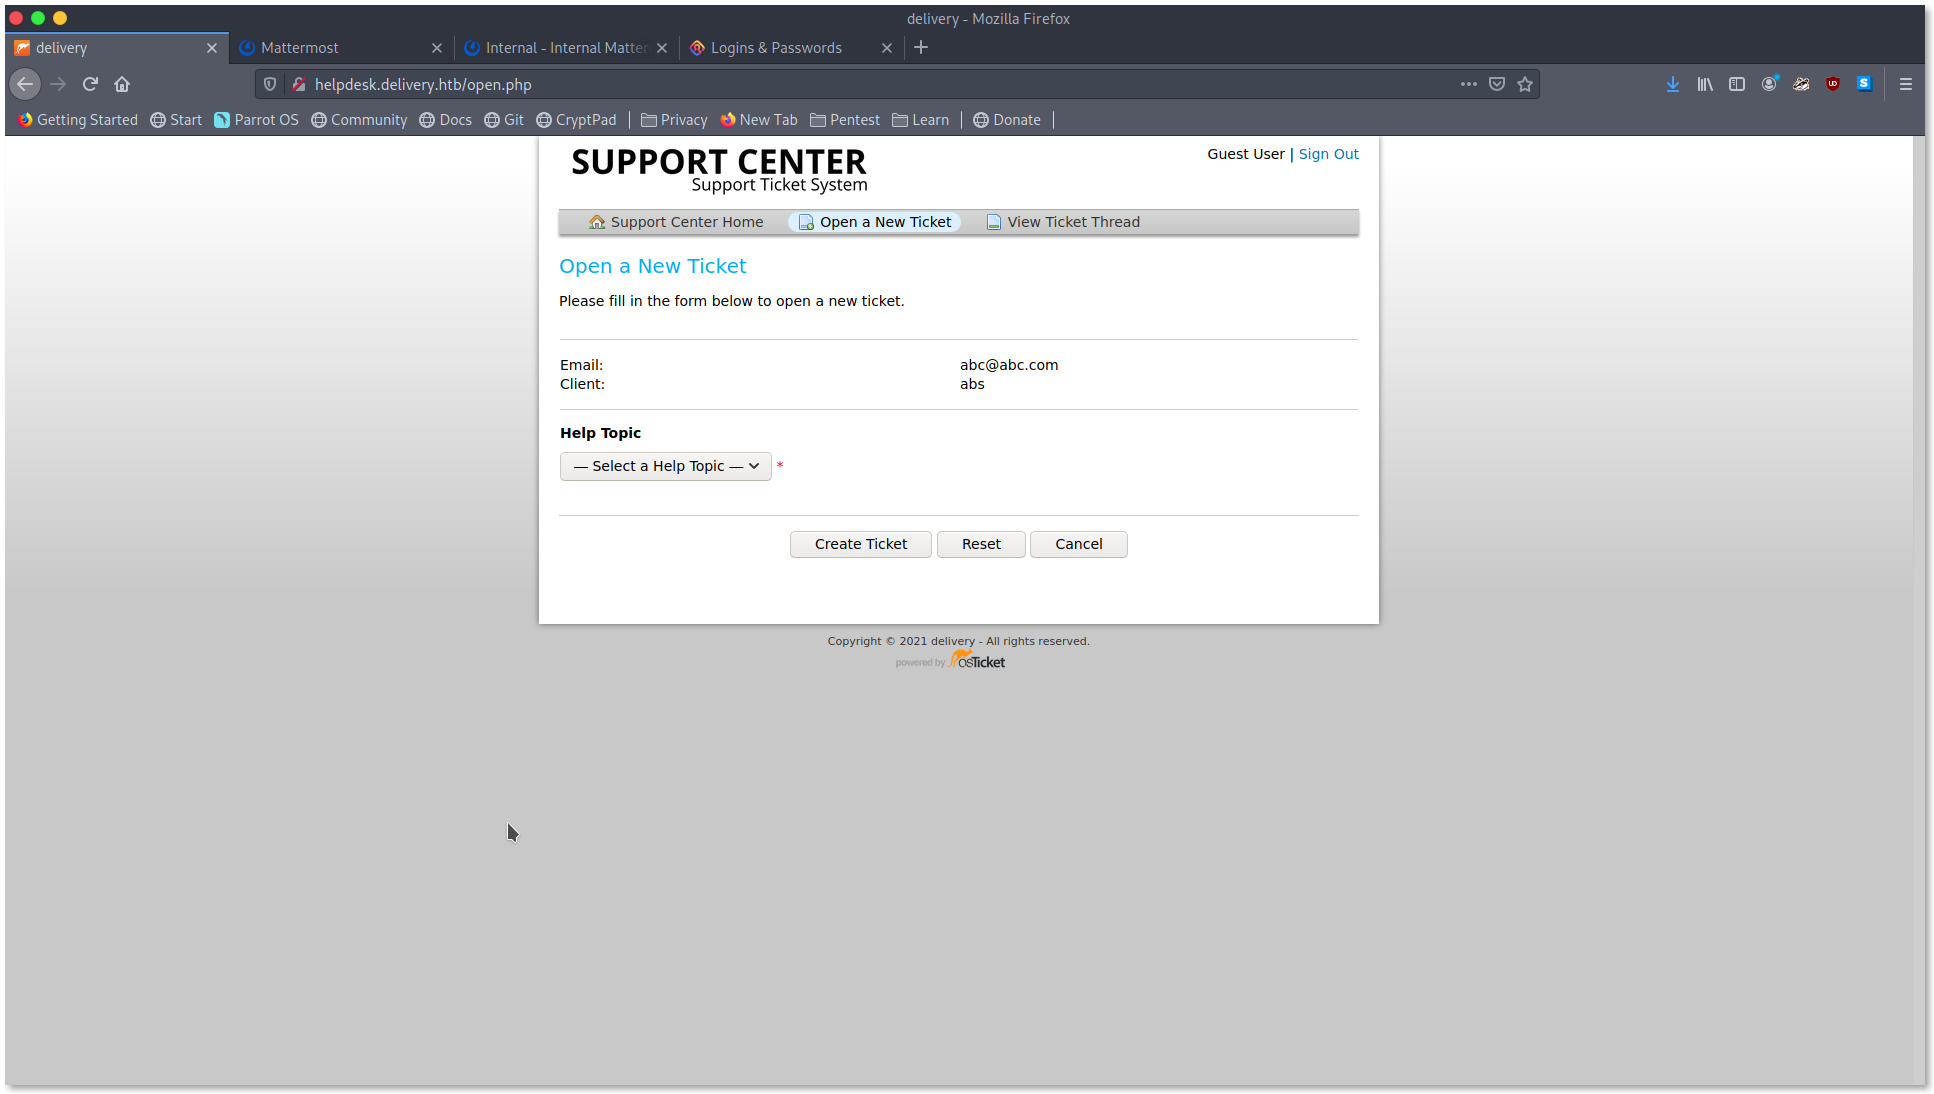 delivery - Mozilla Firefox
delivery
Mattermost
Internal - Internal Matter
Logins & Passwords
helpdesk.delivery.htb/open.php
Getting Started Start Parrot OS Community Docs Git CryptPad Privacy New Tab Pentest Learn Donate
SUPPORT CENTER
Support Ticket System
Guest User | Sign Out
Support Center Home Open a New Ticket View Ticket Thread
Open a New Ticket
Please fill in the form below to open a new ticket.
Email: abc@abc.com
Client: abs
Help Topic
— Select a Help Topic — *
Create Ticket Reset Cancel
Copyright © 2021 delivery - All rights reserved.
powered by osTicket